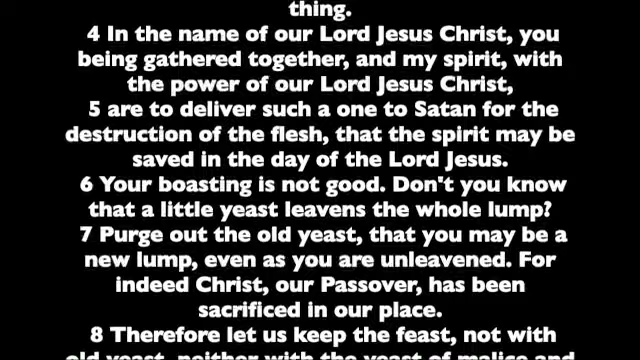 thing.
4 In the name of our Lord Jesus Christ, you
being gathered together, and my spirit, with
the power of our Lord Jesus Christ,
5 are to deliver such a one to Satan for the
destruction of the flesh, that the spirit may be
saved in the day of the Lord Jesus.
6 Your boasting is not good. Don't you know
that a little yeast leavens the whole lump?
7 Purge out the old yeast, that you may be a
new lump, even as you are unleavened. For
indeed Christ, our Passover, has been
sacrificed in our place.
8 Therefore let us keep the feast, not with
old yeast, neither with the yeast of malice and